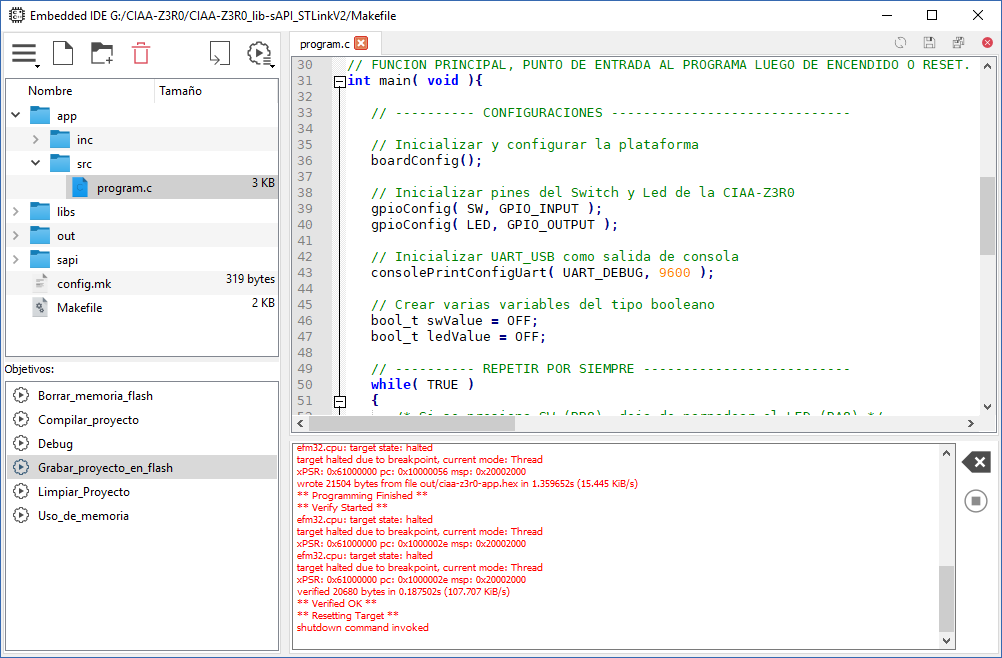 Embedded IDE G:/CIAA-Z3R0/CIAA-Z3R0_lib-sAPI_STLinkV2/Makefile
Nombre Tamaño
app
inc
src
program.c 3 KB
libs
out
sapi
config.mk 319 bytes
Makefile 2 KB
Objetivos:
Borrar_memoria_flash
Compilar_proyecto
Debug
Grabar_proyecto_en_flash
Limpiar_Proyecto
Uso_de_memoria
program.c
30 // FUNCION PRINCIPAL, PUNTO DE ENTRADA AL PROGRAMA LUEGO DE ENCENDIDO O RESET.
31 int main( void ){
32
33 // ---------- CONFIGURACIONES ------------------------------
34
35 // Inicializar y configurar la plataforma
36 boardConfig();
37
38 // Inicializar pines del Switch y Led de la CIAA-Z3R0
39 gpioConfig( SW, GPIO_INPUT );
40 gpioConfig( LED, GPIO_OUTPUT );
41
42 // Inicializar UART_USB como salida de consola
43 consolePrintConfigUart( UART_DEBUG, 9600 );
44
45 // Crear varias variables del tipo booleano
46 bool_t swValue = OFF;
47 bool_t ledValue = OFF;
48
49 // ---------- REPETIR POR SIEMPRE --------------------------
50 while( TRUE )
51 {
efm32.cpu: target state: halted
target halted due to breakpoint, current mode: Thread
xPSR: 0x61000000 pc: 0x10000056 msp: 0x20002000
wrote 21504 bytes from file out/ciaa-z3r0-app.hex in 1.359652s (15.445 KiB/s)
** Programming Finished **
** Verify Started **
efm32.cpu: target state: halted
target halted due to breakpoint, current mode: Thread
xPSR: 0x61000000 pc: 0x1000002e msp: 0x20002000
efm32.cpu: target state: halted
target halted due to breakpoint, current mode: Thread
xPSR: 0x61000000 pc: 0x1000002e msp: 0x20002000
verified 20680 bytes in 0.187502s (107.707 KiB/s)
** Verified OK **
** Resetting Target **
shutdown command invoked